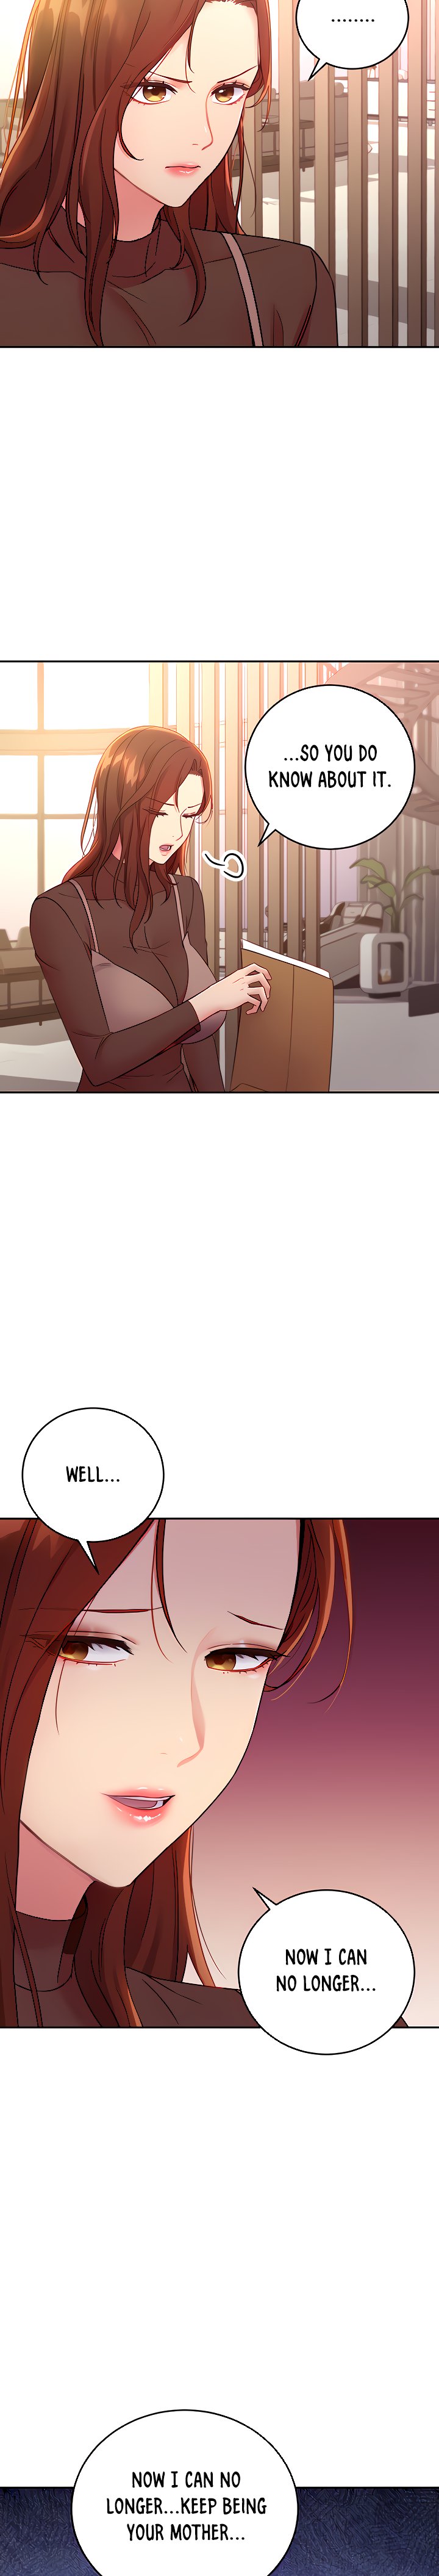 ........
...SO YOU DO
KNOW ABOUT IT.
WELL...
NOW I CAN
NO LONGER...
NOW I CAN NO
LONGER...KEEP BEING
YOUR MOTHER...